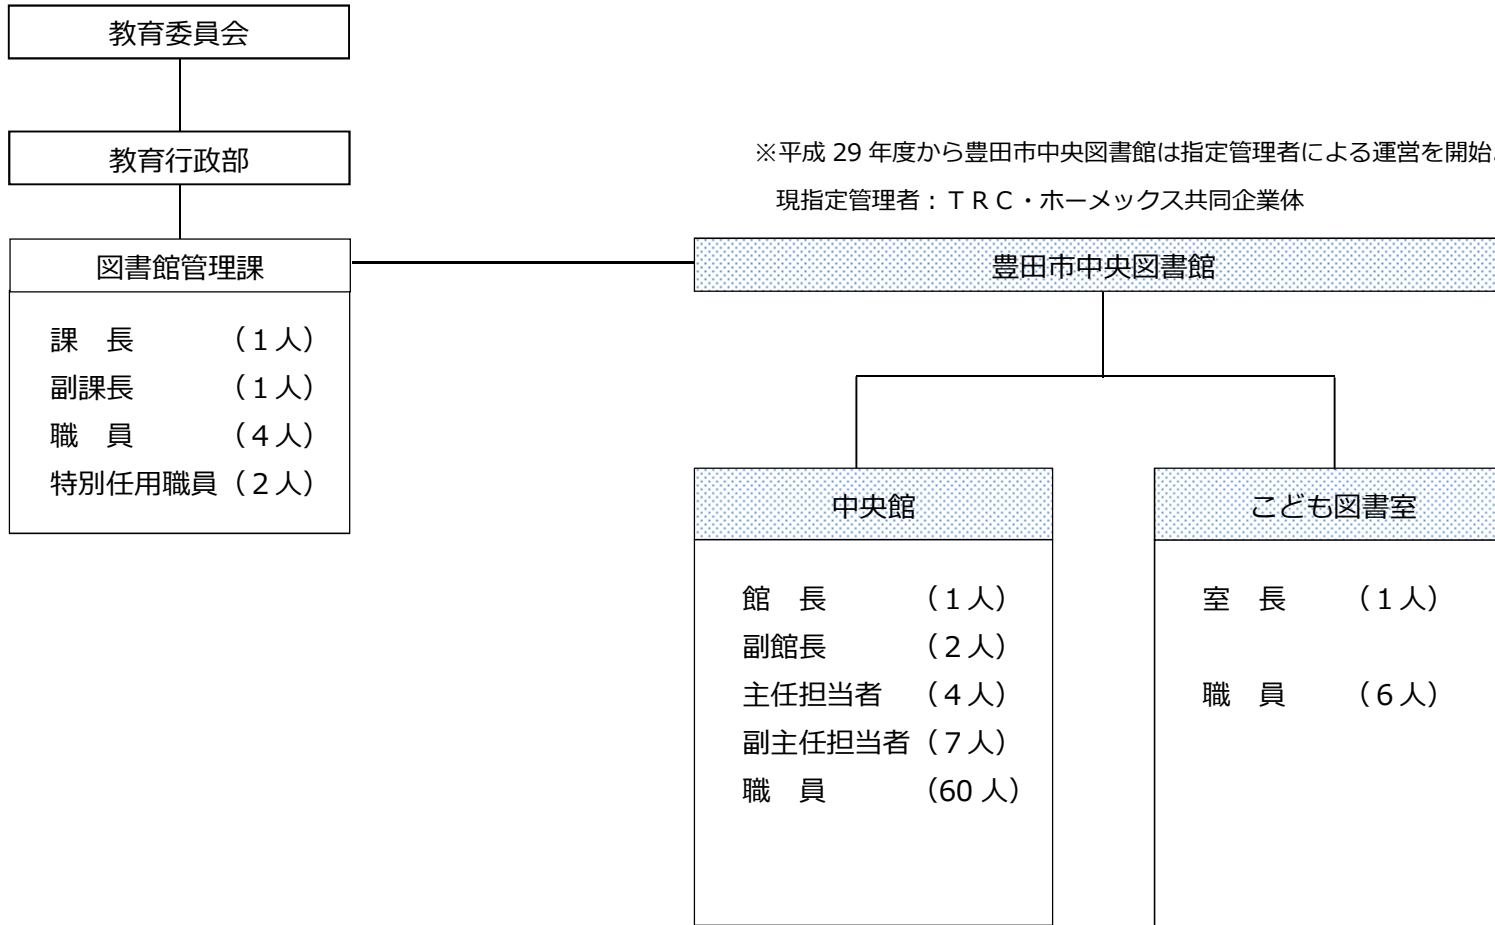 教育委員会
教育行政部
※平成 29 年度から豊田市中央図書館は指定管理者による運営を開始。
現指定管理者：ＴＲＣ・ホーメックス共同企業体
図書館管理課
課　長　（１人）
副課長　（１人）
職　員　（４人）
特別任用職員（２人）
豊田市中央図書館
中央館
館　長　（１人）
副館長　（２人）
主任担当者　（４人）
副主任担当者（７人）
職　員　（60 人）
こども図書室
室　長　（１人）
職　員　（６人）